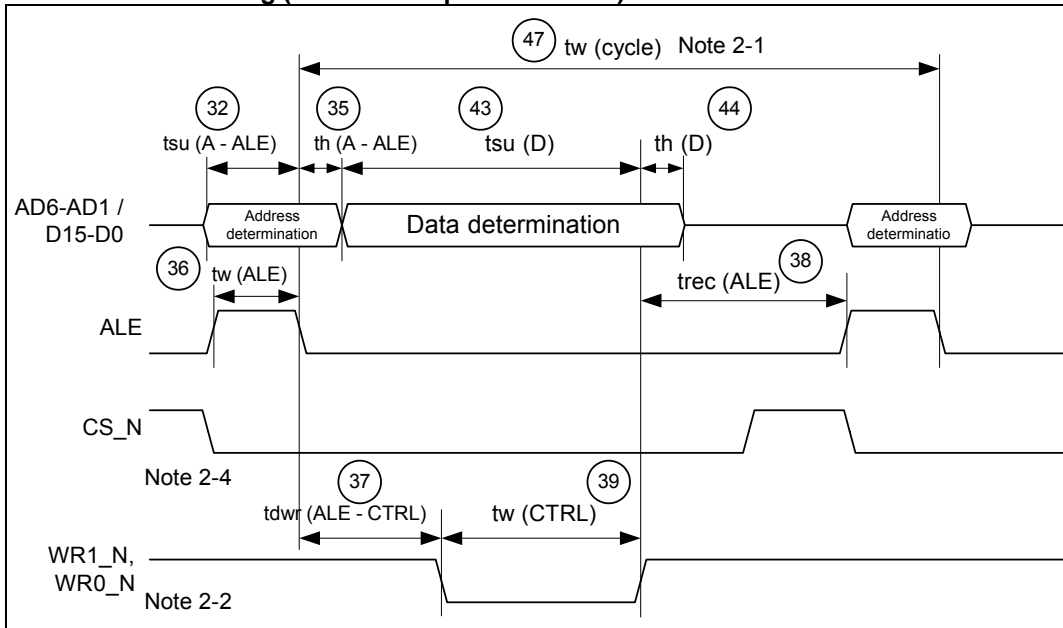 47 tw (cycle) Note 2-1
32 35 43 44
tsu (A - ALE) th (A - ALE) tsu (D) th (D)
AD6-AD1 /
D15-D0
Address
determination
Data determination
Address
determinatio
36 tw (ALE)
trec (ALE) 38
ALE
CS_N
Note 2-4
37 39
tdwr (ALE - CTRL) tw (CTRL)
WR1_N,
WR0_N
Note 2-2